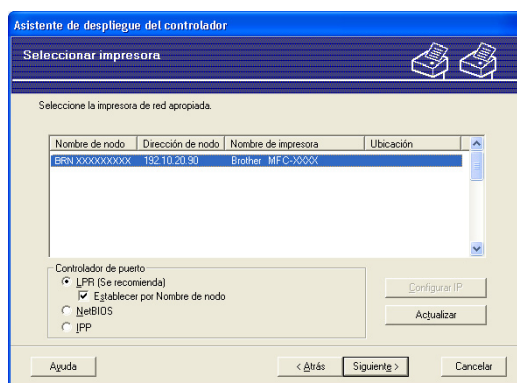 Asistente de despliegue del controlador
Seleccionar impresora
Seleccione la impresora de red apropiada.
Nombre de nodo Dirección de nodo Nombre de impresora Ubicación
BRN XXXXXXXXX 192.10.20.90 Brother MFC-XXXX
Controlador de puerto
LPR (Se recomienda)
Establecer por Nombre de nodo
NetBIOS
IPP
Configurar IP
Actualizar
Ayuda < Atrás Siguiente > Cancelar